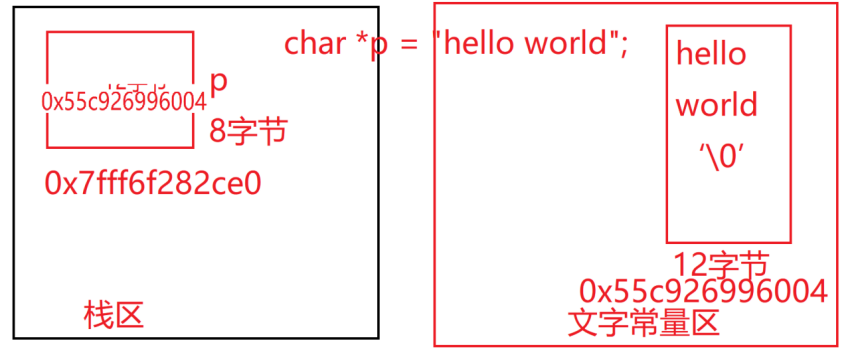 char *p = "hello world";
0x55c926996004
p
8字节
0x7fff6f282ce0
栈区
hello
world
‘\0’
12字节
0x55c926996004
文字常量区